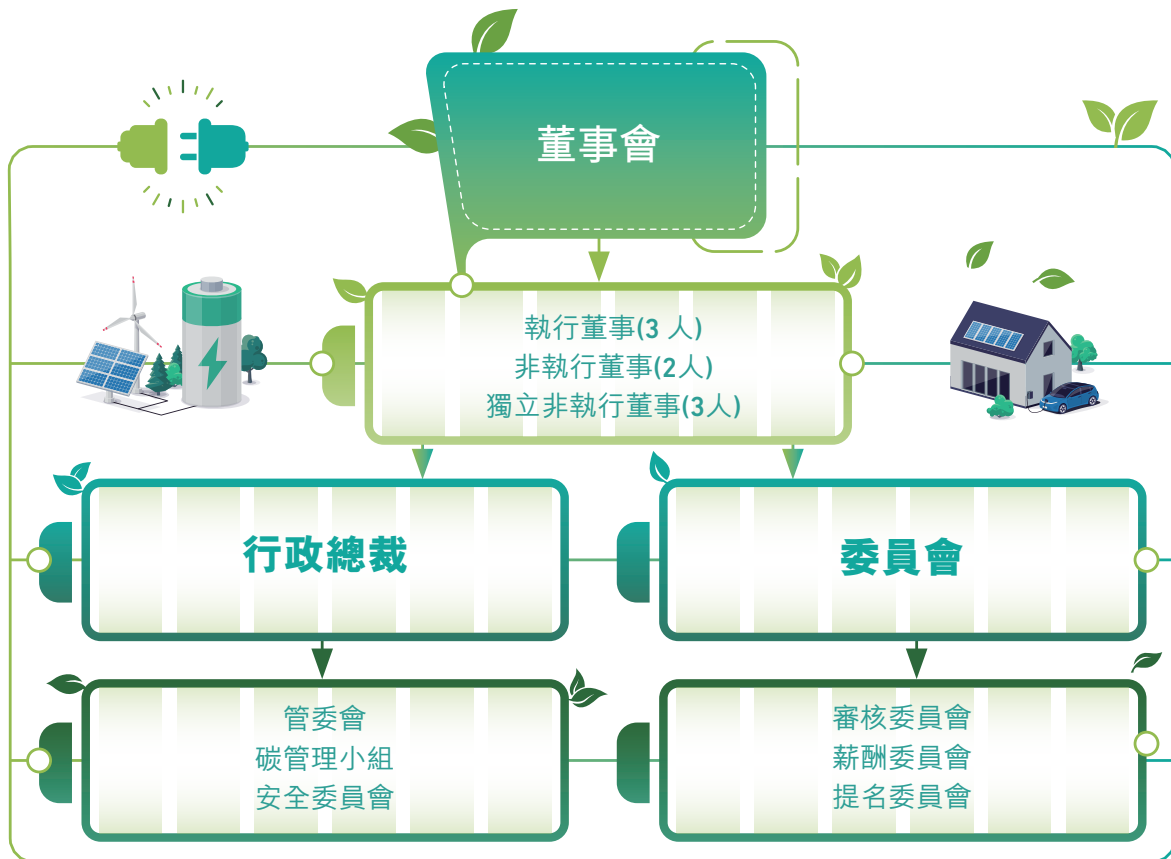 董事會
執行董事(3 人)
非執行董事(2人)
獨立非執行董事(3人)
行政總裁
委員會
管委會
碳管理小組
安全委員會
審核委員會
薪酬委員會
提名委員會